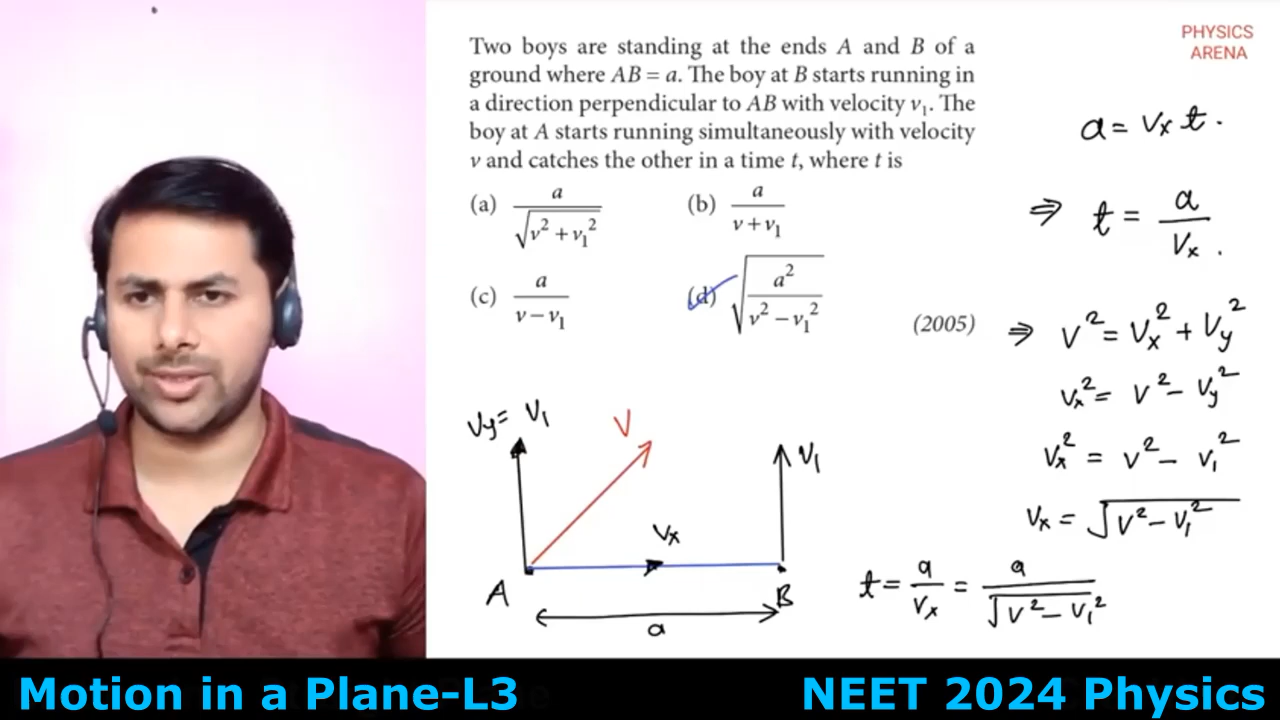 PHYSICS
ARENA
Two boys are standing at the ends A and B of a
ground where AB = a. The boy at B starts running in
a direction perpendicular to AB with velocity v₁. The
boy at A starts running simultaneously with velocity
v and catches the other in a time t, where t is
(a) a/√(v² + v₁²) (b) a/(v + v₁)
(c) a/(v − v₁) (d) √(a²/(v² − v₁²))
(2005)
a = Vx t.
⇒ t = a/Vx.
⇒ V² = Vx² + Vy²
Vx² = V² − Vy²
Vx² = V² − V₁²
Vx = √(V² − V₁²)
t = a/Vx = a/√(V² − V₁²)
Vy = V₁
V
V₁
Vx
A
B
a
Motion in a Plane-L3
NEET 2024 Physics